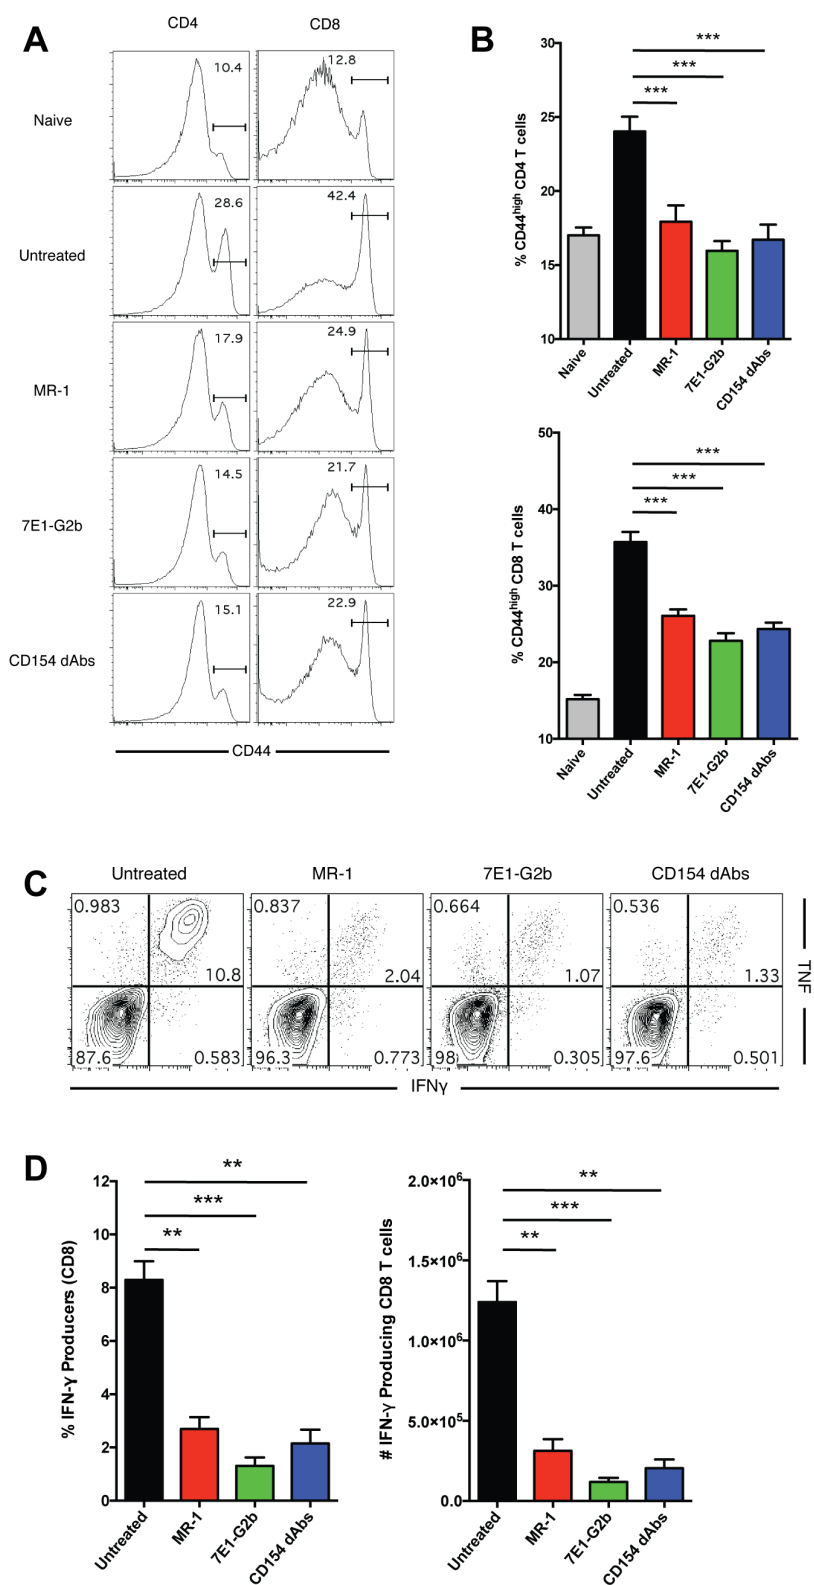 A
CD4
CD8
Naive
10.4
12.8
Untreated
28.6
42.4
MR-1
17.9
24.9
7E1-G2b
14.5
21.7
CD154 dAbs
15.1
22.9
CD44
B
% CD44high CD4 T cells
30
25
20
15
10
***
***
***
Naive
Untreated
MR-1
7E1-G2b
CD154 dAbs
% CD44high CD8 T cells
50
40
30
20
10
***
***
***
Naive
Untreated
MR-1
7E1-G2b
CD154 dAbs
C
Untreated
MR-1
7E1-G2b
CD154 dAbs
0.983
10.8
87.6
0.583
0.837
2.04
96.3
0.773
0.664
1.07
98
0.305
0.536
1.33
97.6
0.501
TNF
IFNγ
D
% IFN-γ Producers (CD8)
12
10
8
6
4
2
0
**
***
**
Untreated
MR-1
7E1-G2b
CD154 dAbs
# IFN-γ Producing CD8 T cells
2.0×10⁶
1.5×10⁶
1.0×10⁶
5.0×10⁵
0.0
**
***
**
Untreated
MR-1
7E1-G2b
CD154 dAbs